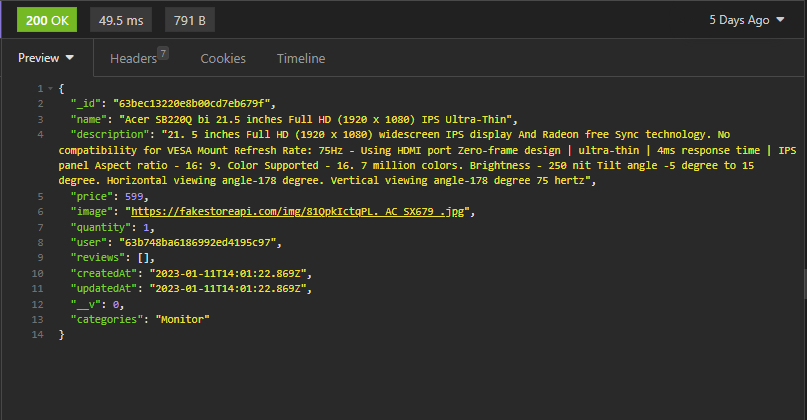 200 OK 49.5 ms 791 B 5 Days Ago
Preview Headers 7 Cookies Timeline
1 {
2 "_id": "63bec13220e8b00cd7eb679f",
3 "name": "Acer SB220Q bi 21.5 inches Full HD (1920 x 1080) IPS Ultra-Thin",
4 "description": "21. 5 inches Full HD (1920 x 1080) widescreen IPS display And Radeon free Sync technology. No
compatibility for VESA Mount Refresh Rate: 75Hz - Using HDMI port Zero-frame design | ultra-thin | 4ms response time | IPS
panel Aspect ratio - 16: 9. Color Supported - 16. 7 million colors. Brightness - 250 nit Tilt angle -5 degree to 15
degree. Horizontal viewing angle-178 degree. Vertical viewing angle-178 degree 75 hertz",
5 "price": 599,
6 "image": "https://fakestoreapi.com/img/81QpkIctqPL._AC_SX679_.jpg",
7 "quantity": 1,
8 "user": "63b748ba6186992ed4195c97",
9 "reviews": [],
10 "createdAt": "2023-01-11T14:01:22.869Z",
11 "updatedAt": "2023-01-11T14:01:22.869Z",
12 "__v": 0,
13 "categories": "Monitor"
14 }